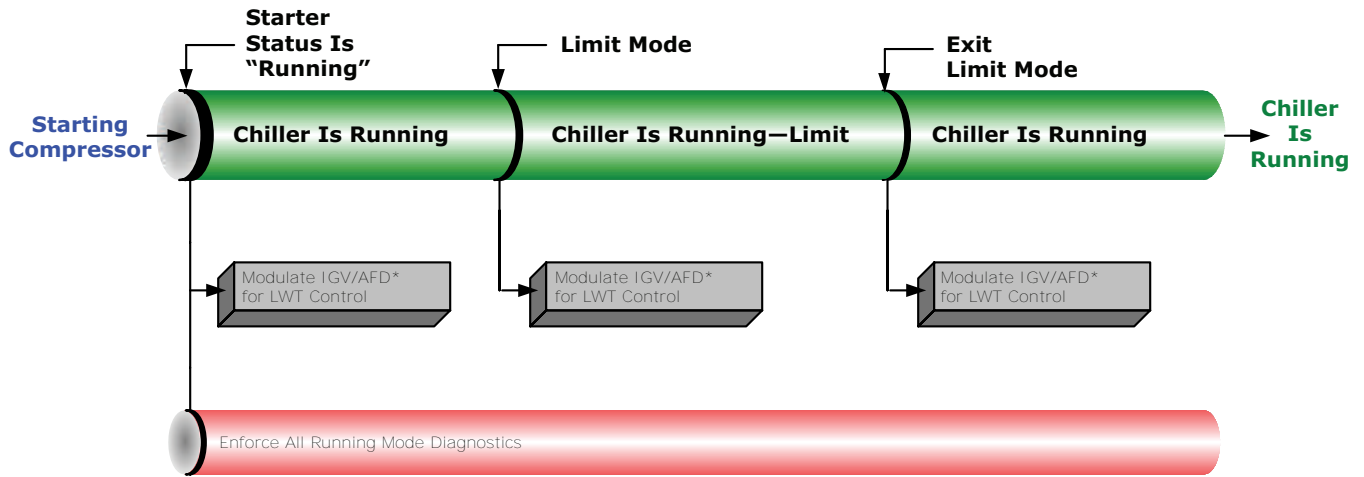 Starter
Status Is
“Running”
Limit Mode
Exit
Limit Mode
Starting
Compressor
Chiller Is Running
Chiller Is Running—Limit
Chiller Is Running
Chiller
Is
Running
Modulate IGV/AFD*
for LWT Control
Modulate IGV/AFD*
for LWT Control
Modulate IGV/AFD*
for LWT Control
Enforce All Running Mode Diagnostics